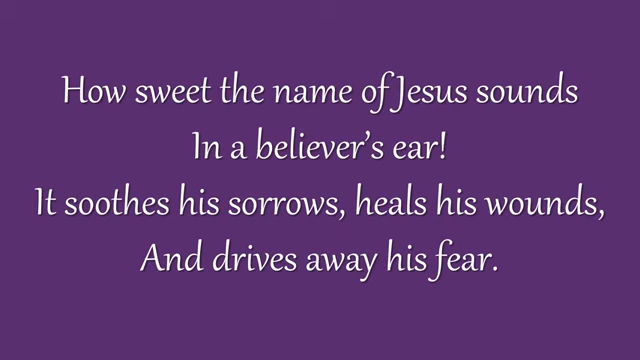 How sweet the name of Jesus sounds
In a believer’s ear!
It soothes his sorrows, heals his wounds,
And drives away his fear.